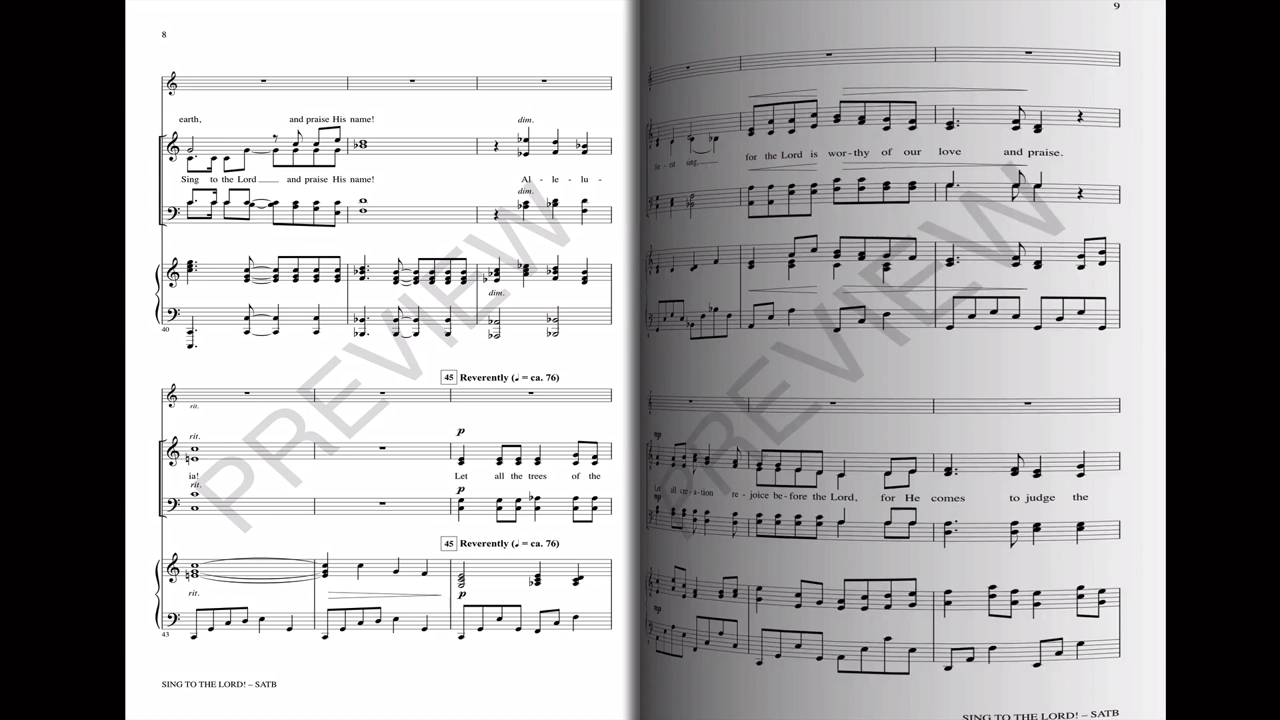 8
earth, and praise His name!
dim.
Sing to the Lord____ and praise His name! Al - le - lu -
dim.
dim.
40
45 Reverently (♩ = ca. 76)
rit.
rit.
p
ia! Let all the trees of the
rit.
p
45 Reverently (♩ = ca. 76)
rit.
p
43
SING TO THE LORD! – SATB
PREVIEW
9
sing,____ for the Lord is wor-thy of our love and praise.
mp
all cre-a-tion re-joice be-fore the Lord, for He comes to judge the
mp
mp
SING TO THE LORD! – SATB
PREVIEW